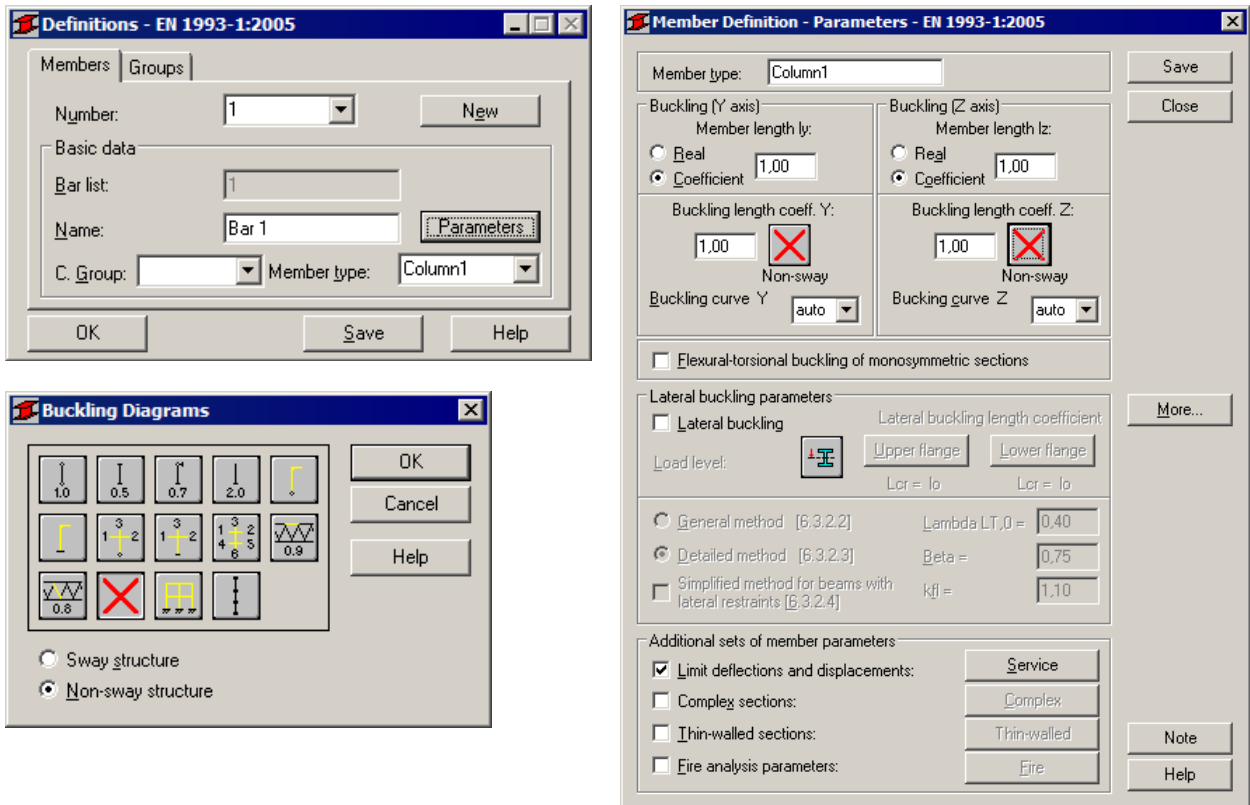 Definitions - EN 1993-1:2005
Members Groups
Number: 1 New
Basic data
Bar list: 1
Name: Bar 1 Parameters
C. Group: Member type: Column1
OK Save Help
Buckling Diagrams
1.0 0.5 0.7 2.0
OK
Cancel
3 1 2 3 1 2 3 1 2 4 5 6 0.9
Help
0.8
Sway structure
Non-sway structure
Member Definition - Parameters - EN 1993-1:2005
Member type: Column1
Save
Close
Buckling (Y axis) Buckling (Z axis)
Member length ly: Member length lz:
Real Real
Coefficient 1,00 Coefficient 1,00
Buckling length coeff. Y: Buckling length coeff. Z:
1,00 1,00
Non-sway Non-sway
Buckling curve Y auto Bucking curve Z auto
Flexural-torsional buckling of monosymmetric sections
Lateral buckling parameters
More...
Lateral buckling Lateral buckling length coefficient
Load level: Upper flange Lower flange
Lcr = lo Lcr = lo
General method [6.3.2.2] Lambda LT,0 = 0,40
Detailed method [6.3.2.3] Beta = 0,75
Simplified method for beams with
lateral restraints [6.3.2.4] kfl = 1,10
Additional sets of member parameters
Limit deflections and displacements: Service
Complex sections: Complex
Thin-walled sections: Thin-walled
Fire analysis parameters: Fire
Note
Help